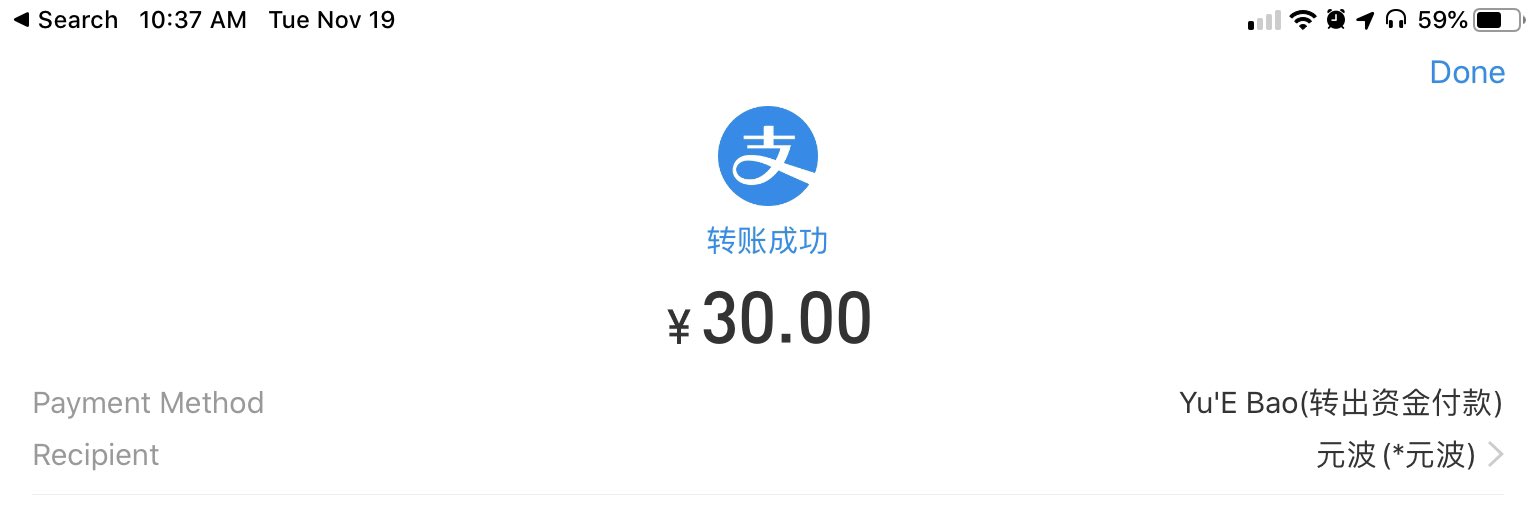 Search 10:37 AM Tue Nov 19 59%
Done
支
转账成功
¥ 30.00
Payment Method Yu'E Bao(转出资金付款)
Recipient 元波 (*元波)